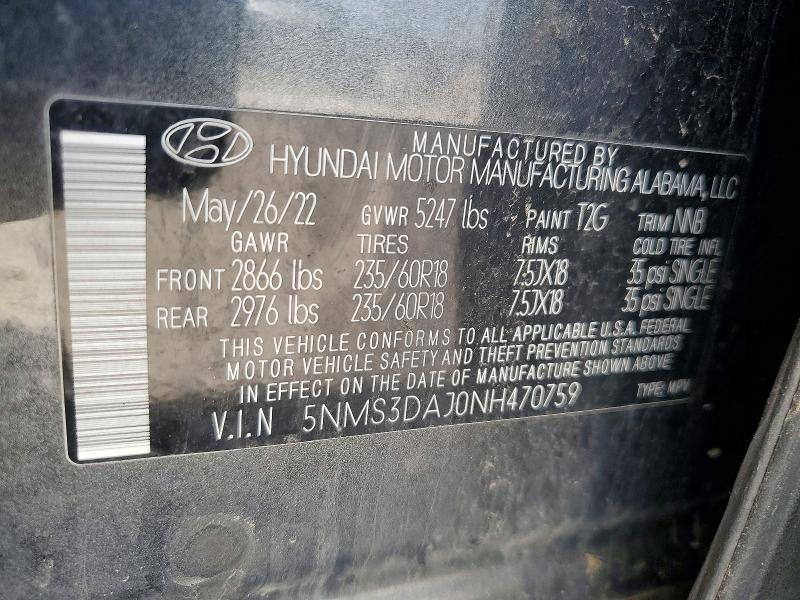 MANUFACTURED BY
HYUNDAI MOTOR MANUFACTURING ALABAMA, LLC
May/26/22 GVWR 5247 lbs PAINT T2G TRIM NNB
GAWR TIRES RIMS COLD TIRE INFL
FRONT 2866 lbs 235/60R18 7.5JX18 35 psi SINGLE
REAR 2976 lbs 235/60R18 7.5JX18 35 psi SINGLE
THIS VEHICLE CONFORMS TO ALL APPLICABLE U.S.A. FEDERAL
MOTOR VEHICLE SAFETY AND THEFT PREVENTION STANDARDS
IN EFFECT ON THE DATE OF MANUFACTURE SHOWN ABOVE
V.I.N 5NMS3DAJ0NH470759 TYPE: MPV